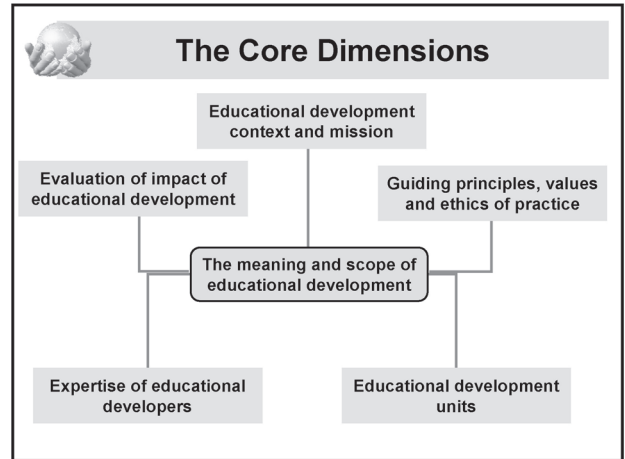 The Core Dimensions
Educational development
context and mission
Evaluation of impact of
educational development
Guiding principles, values
and ethics of practice
The meaning and scope of
educational development
Expertise of educational
developers
Educational development
units